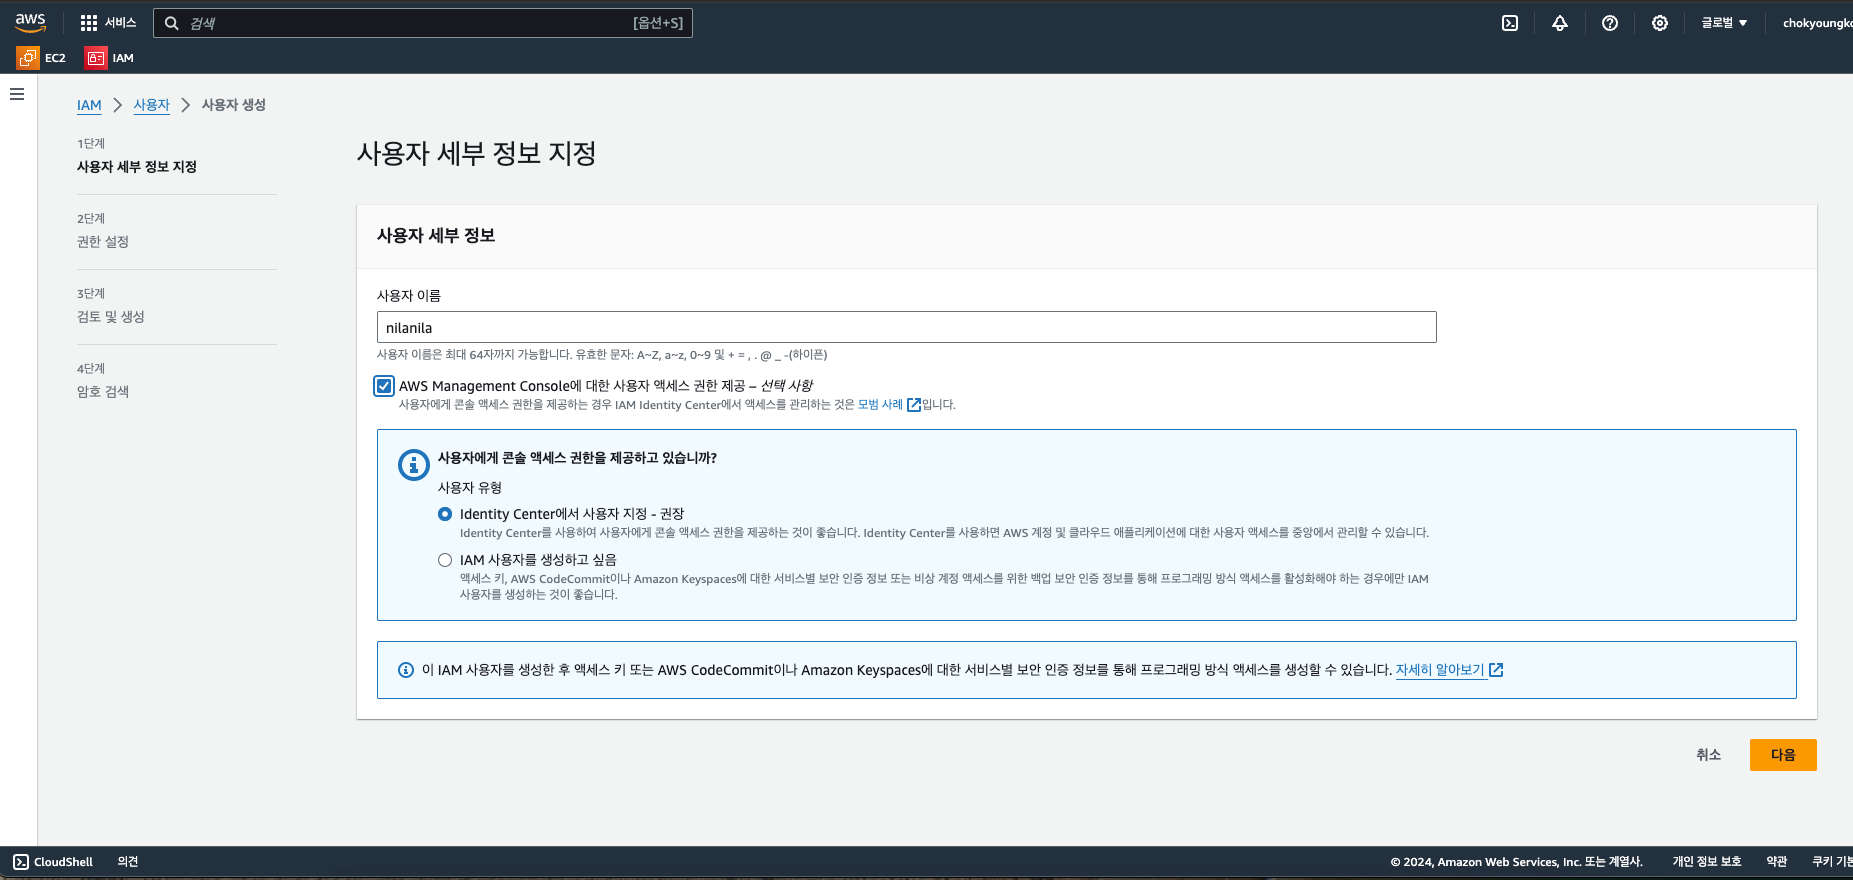 aws
서비스
검색
[옵션+S]
글로벌
chokyoungko
EC2
IAM
IAM
사용자
사용자 생성
1단계
사용자 세부 정보 지정
2단계
권한 설정
3단계
검토 및 생성
4단계
암호 검색
사용자 세부 정보 지정
사용자 세부 정보
사용자 이름
nilanila
사용자 이름은 최대 64자까지 가능합니다. 유효한 문자: A~Z, a~z, 0~9 및 + = , . @ _ -(하이픈)
AWS Management Console에 대한 사용자 액세스 권한 제공 – 선택 사항
사용자에게 콘솔 액세스 권한을 제공하는 경우 IAM Identity Center에서 액세스를 관리하는 것은 모범 사례 입니다.
사용자에게 콘솔 액세스 권한을 제공하고 있습니까?
사용자 유형
Identity Center에서 사용자 지정 - 권장
Identity Center를 사용하여 사용자에게 콘솔 액세스 권한을 제공하는 것이 좋습니다. Identity Center를 사용하면 AWS 계정 및 클라우드 애플리케이션에 대한 사용자 액세스를 중앙에서 관리할 수 있습니다.
IAM 사용자를 생성하고 싶음
액세스 키, AWS CodeCommit이나 Amazon Keyspaces에 대한 서비스별 보안 인증 정보 또는 비상 계정 액세스를 위한 백업 보안 인증 정보를 통해 프로그래밍 방식 액세스를 활성화해야 하는 경우에만 IAM
사용자를 생성하는 것이 좋습니다.
이 IAM 사용자를 생성한 후 액세스 키 또는 AWS CodeCommit이나 Amazon Keyspaces에 대한 서비스별 보안 인증 정보를 통해 프로그래밍 방식 액세스를 생성할 수 있습니다. 자세히 알아보기
취소
다음
CloudShell
의견
© 2024, Amazon Web Services, Inc. 또는 계열사.
개인 정보 보호
약관
쿠키 기본